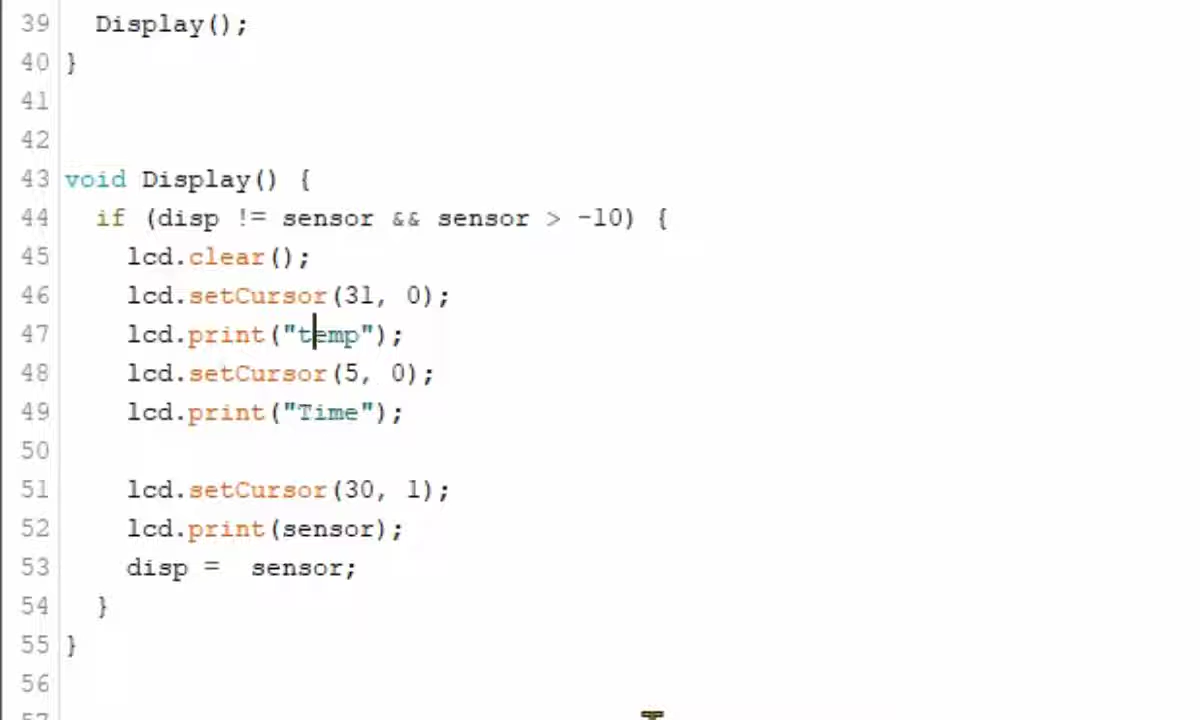 39   Display();
40 }
41
42
43 void Display() {
44   if (disp != sensor && sensor > -10) {
45     lcd.clear();
46     lcd.setCursor(31, 0);
47     lcd.print("temp");
48     lcd.setCursor(5, 0);
49     lcd.print("Time");
50
51     lcd.setCursor(30, 1);
52     lcd.print(sensor);
53     disp =  sensor;
54   }
55 }
56
57